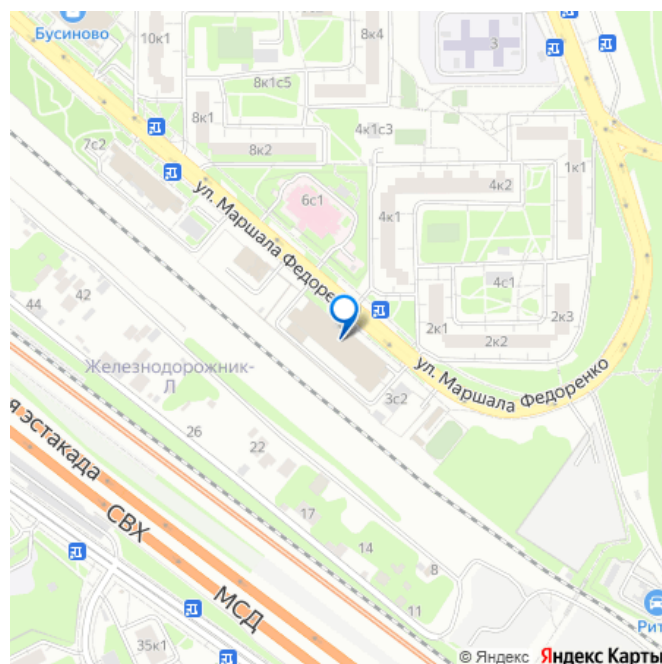 Бусиново
10к1
8к4
3
8к1с5
8к1
4к1с3
7с2
8к2
1к1
4к2
6с1
4к1
ул. Маршала Федоре
4с1
42
44
2к1
2к3
2к2
ул. Маршала Федоренко
Железнодорожник-
Л
3с2
26
22
я эстакада
СВХ
17
14
8
МСД
11
Рит
35к1
© Яндекс Яндекс Карты